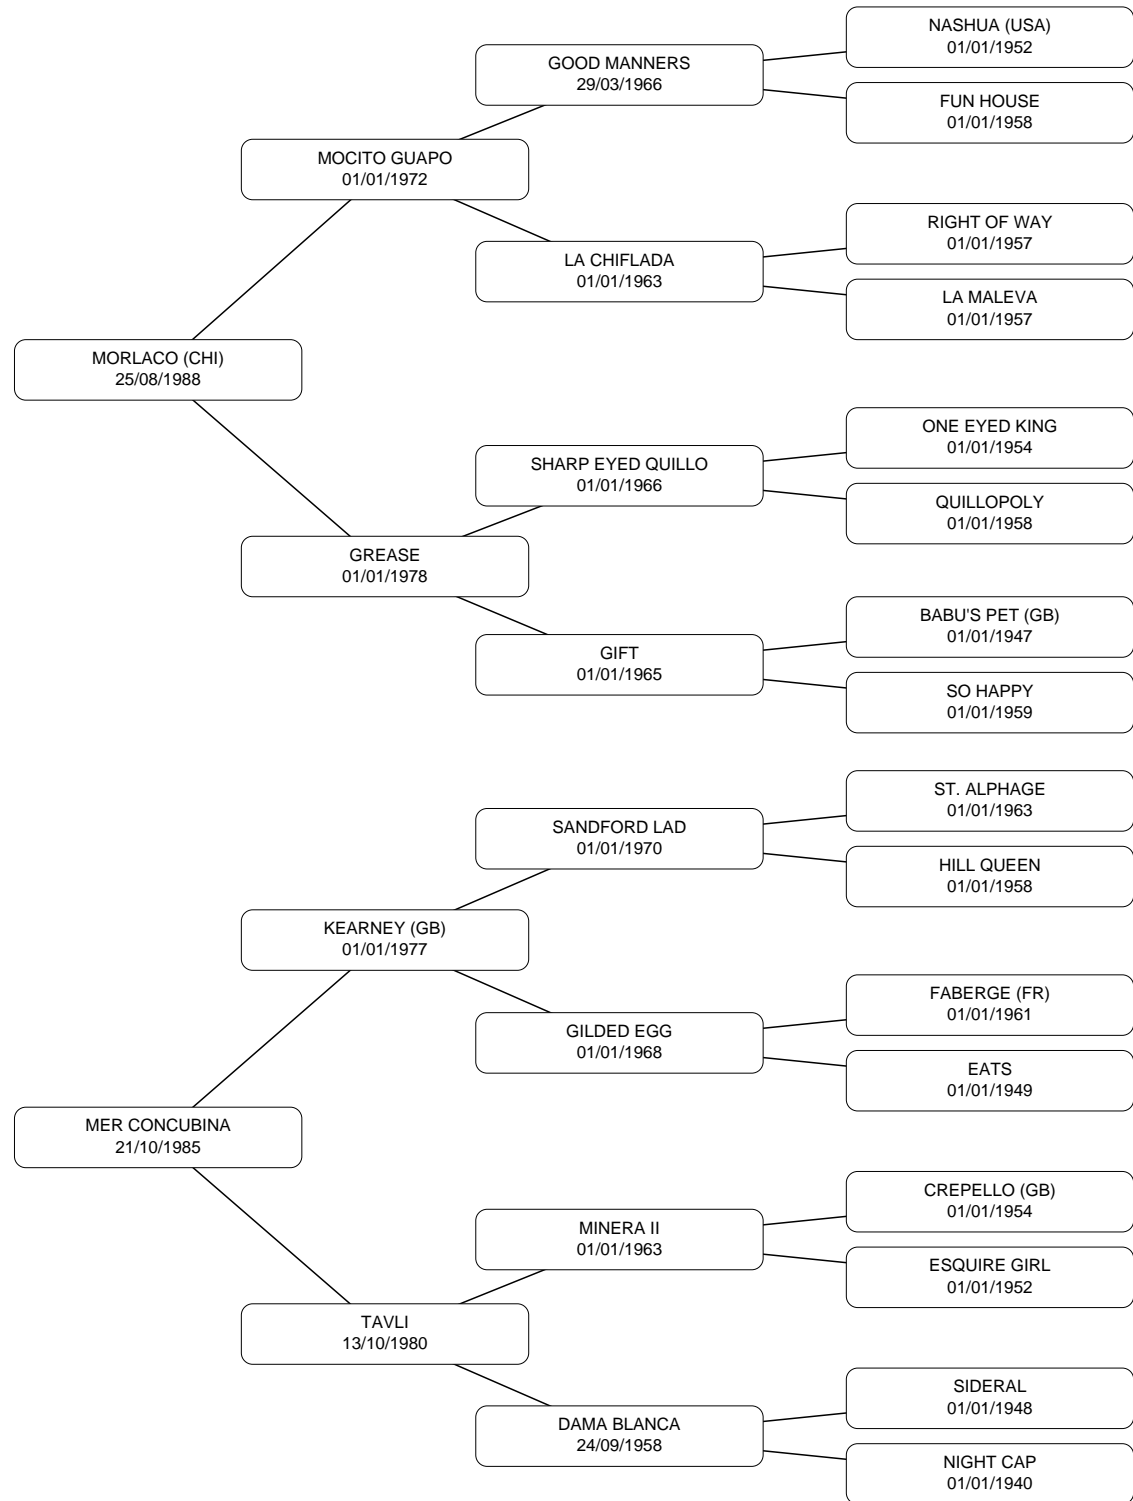 NASHUA (USA)
01/01/1952
GOOD MANNERS
29/03/1966
FUN HOUSE
01/01/1958
MOCITO GUAPO
01/01/1972
RIGHT OF WAY
01/01/1957
LA CHIFLADA
01/01/1963
LA MALEVA
01/01/1957
MORLACO (CHI)
25/08/1988
ONE EYED KING
01/01/1954
SHARP EYED QUILLO
01/01/1966
QUILLOPOLY
01/01/1958
GREASE
01/01/1978
BABU'S PET (GB)
01/01/1947
GIFT
01/01/1965
SO HAPPY
01/01/1959
ST. ALPHAGE
01/01/1963
SANDFORD LAD
01/01/1970
HILL QUEEN
01/01/1958
KEARNEY (GB)
01/01/1977
FABERGE (FR)
01/01/1961
GILDED EGG
01/01/1968
EATS
01/01/1949
MER CONCUBINA
21/10/1985
CREPELLO (GB)
01/01/1954
MINERA II
01/01/1963
ESQUIRE GIRL
01/01/1952
TAVLI
13/10/1980
SIDERAL
01/01/1948
DAMA BLANCA
24/09/1958
NIGHT CAP
01/01/1940